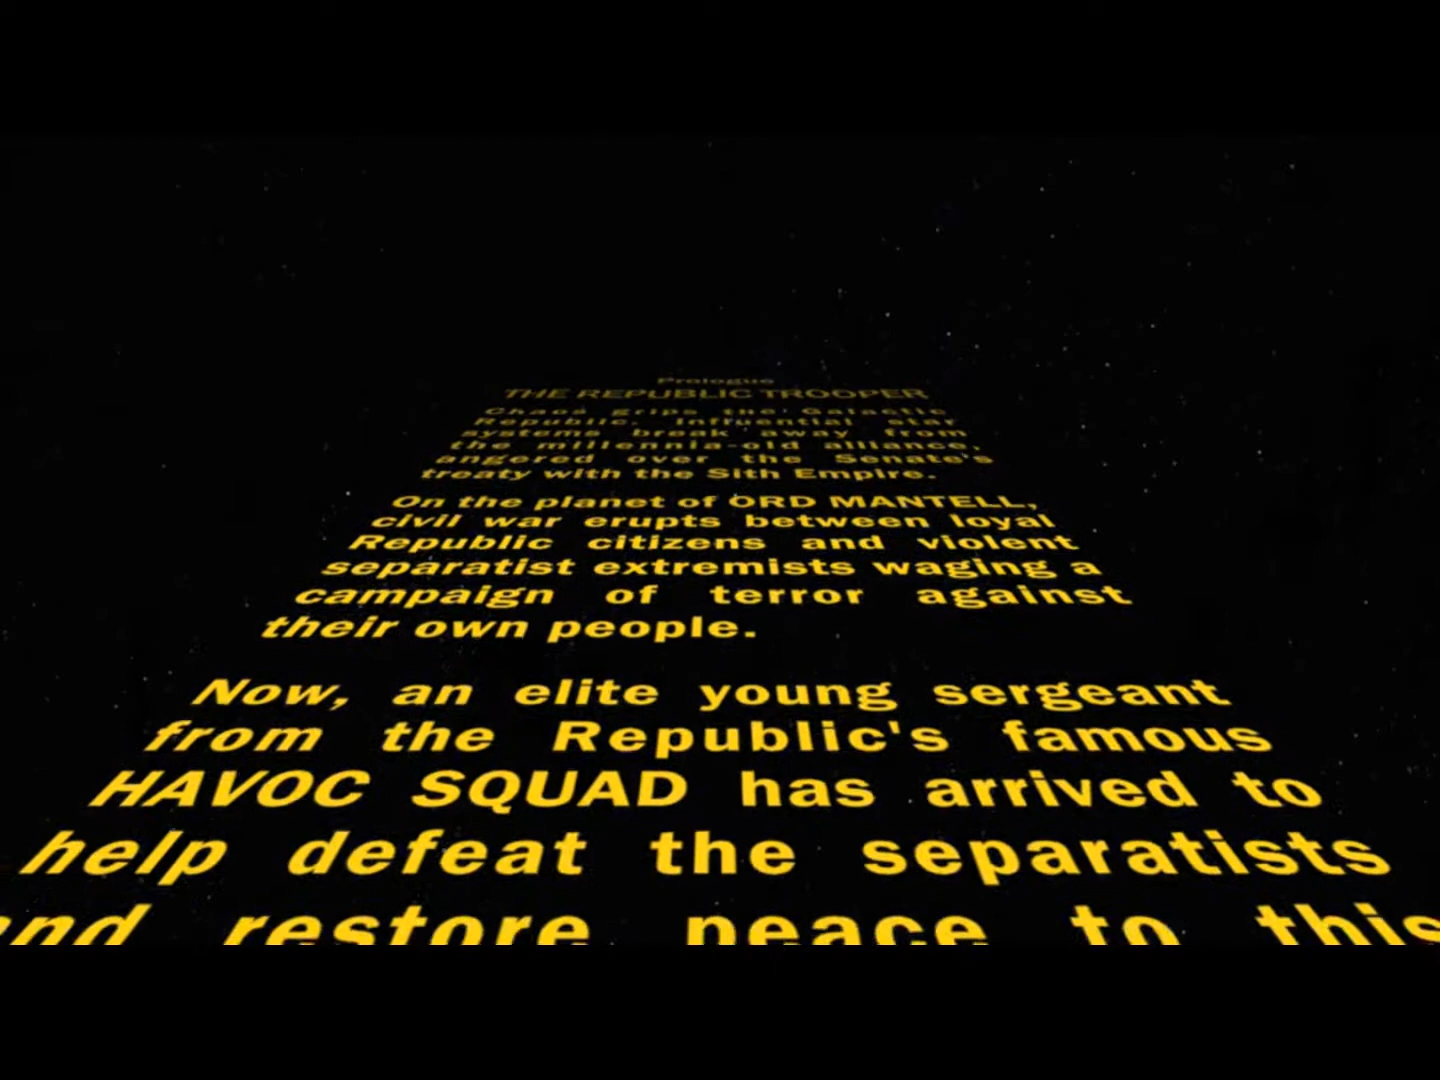 Prologue
THE REPUBLIC TROOPER
Chaos grips the Galactic
Republic. Influential star
systems break away from
the millennia-old alliance,
angered over the Senate's
treaty with the Sith Empire.
On the planet of ORD MANTELL,
civil war erupts between loyal
Republic citizens and violent
separatist extremists waging a
campaign of terror against
their own people.
Now, an elite young sergeant
from the Republic's famous
HAVOC SQUAD has arrived to
help defeat the separatists
and restore peace to this